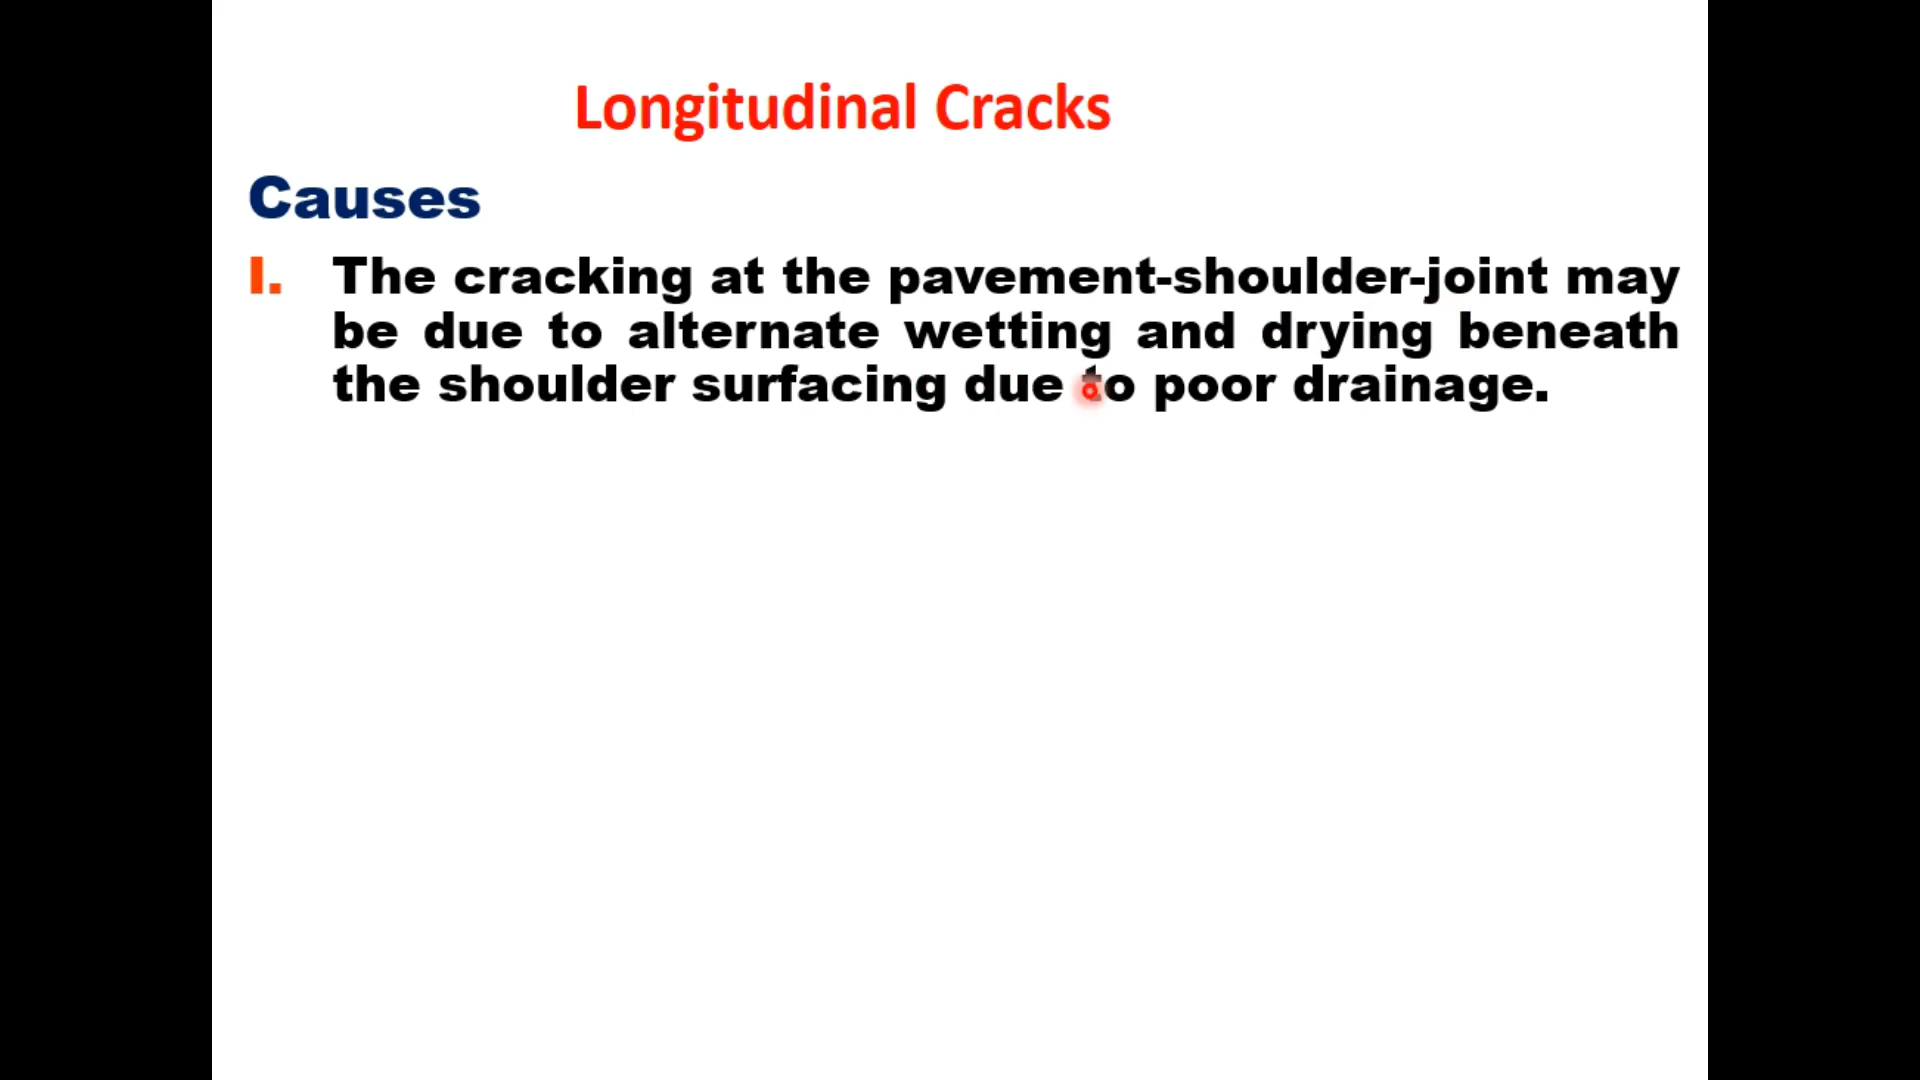 Longitudinal Cracks
Causes
I. The cracking at the pavement-shoulder-joint may
be due to alternate wetting and drying beneath
the shoulder surfacing due to poor drainage.